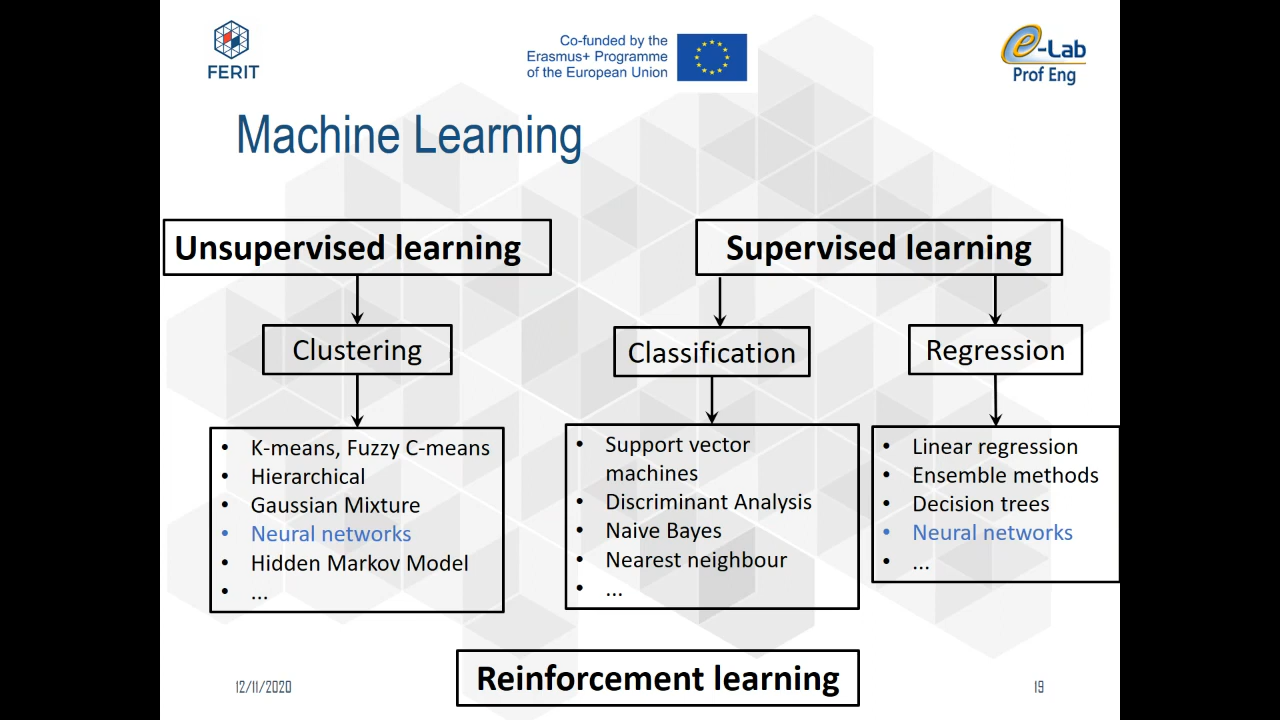 FERIT
Co-funded by the
Erasmus+ Programme
of the European Union
e-Lab
Prof Eng
Machine Learning
Unsupervised learning
Supervised learning
Clustering
Classification
Regression
• K-means, Fuzzy C-means
• Hierarchical
• Gaussian Mixture
• Neural networks
• Hidden Markov Model
• ...
• Support vector
machines
• Discriminant Analysis
• Naive Bayes
• Nearest neighbour
• ...
• Linear regression
• Ensemble methods
• Decision trees
• Neural networks
• ...
Reinforcement learning
12/11/2020
19